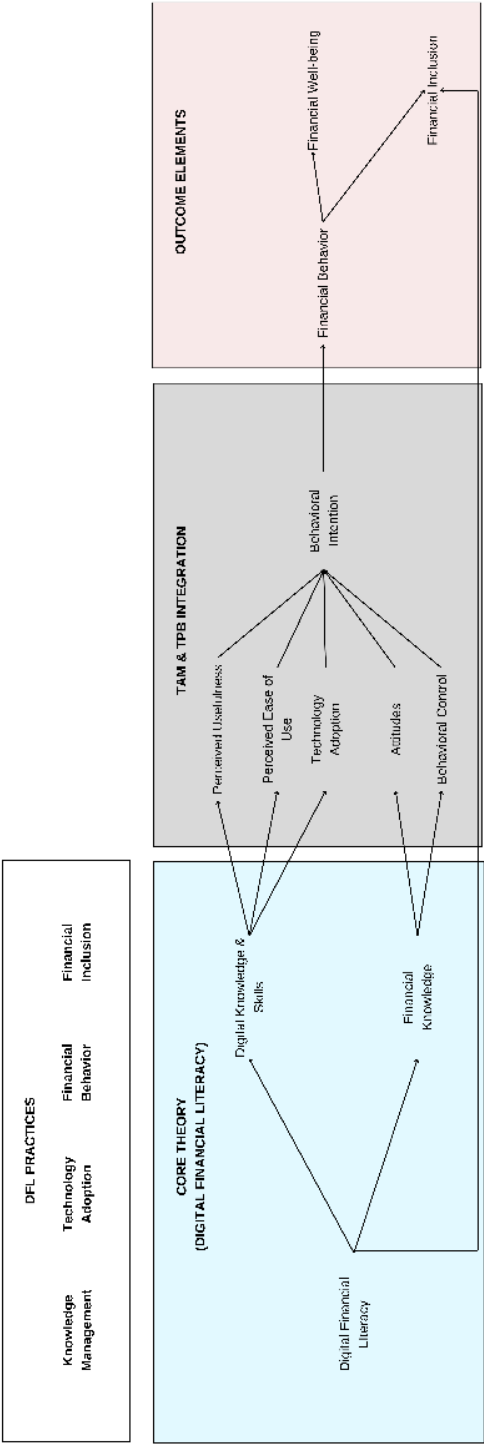 DFL PRACTICES
Knowledge
Management
Technology
Adoption
Financial
Behavior
Financial
Inclusion
CORE THEORY
(DIGITAL FINANCIAL LITERACY)
Digital Financial
Literacy
Digital Knowledge &
Skills
Financial
Knowledge
TAM & TPB INTEGRATION
Perceived Usefulness
Perceived Ease of
Use
Technology
Adoption
Attitudes
Behavioral Control
Behavioral
Intention
OUTCOME ELEMENTS
Financial Behavior
Financial Well-being
Financial Inclusion